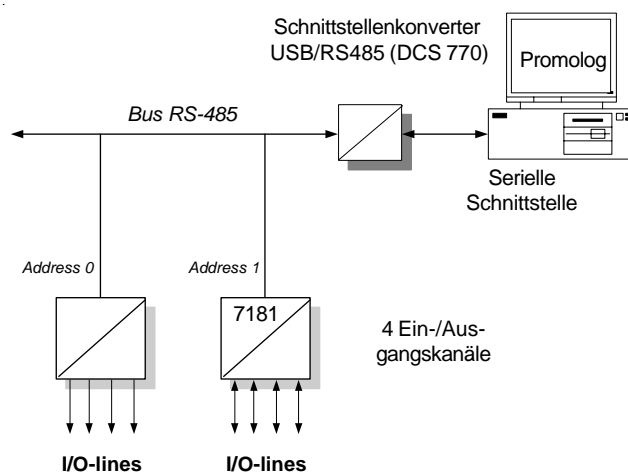 Schnittstellenkonverter
USB/RS485 (DCS 770)
Promolog
Bus RS-485
Serielle
Schnittstelle
Address 0
Address 1
7181
4 Ein-/Aus-
gangskanäle
I/O-lines
I/O-lines